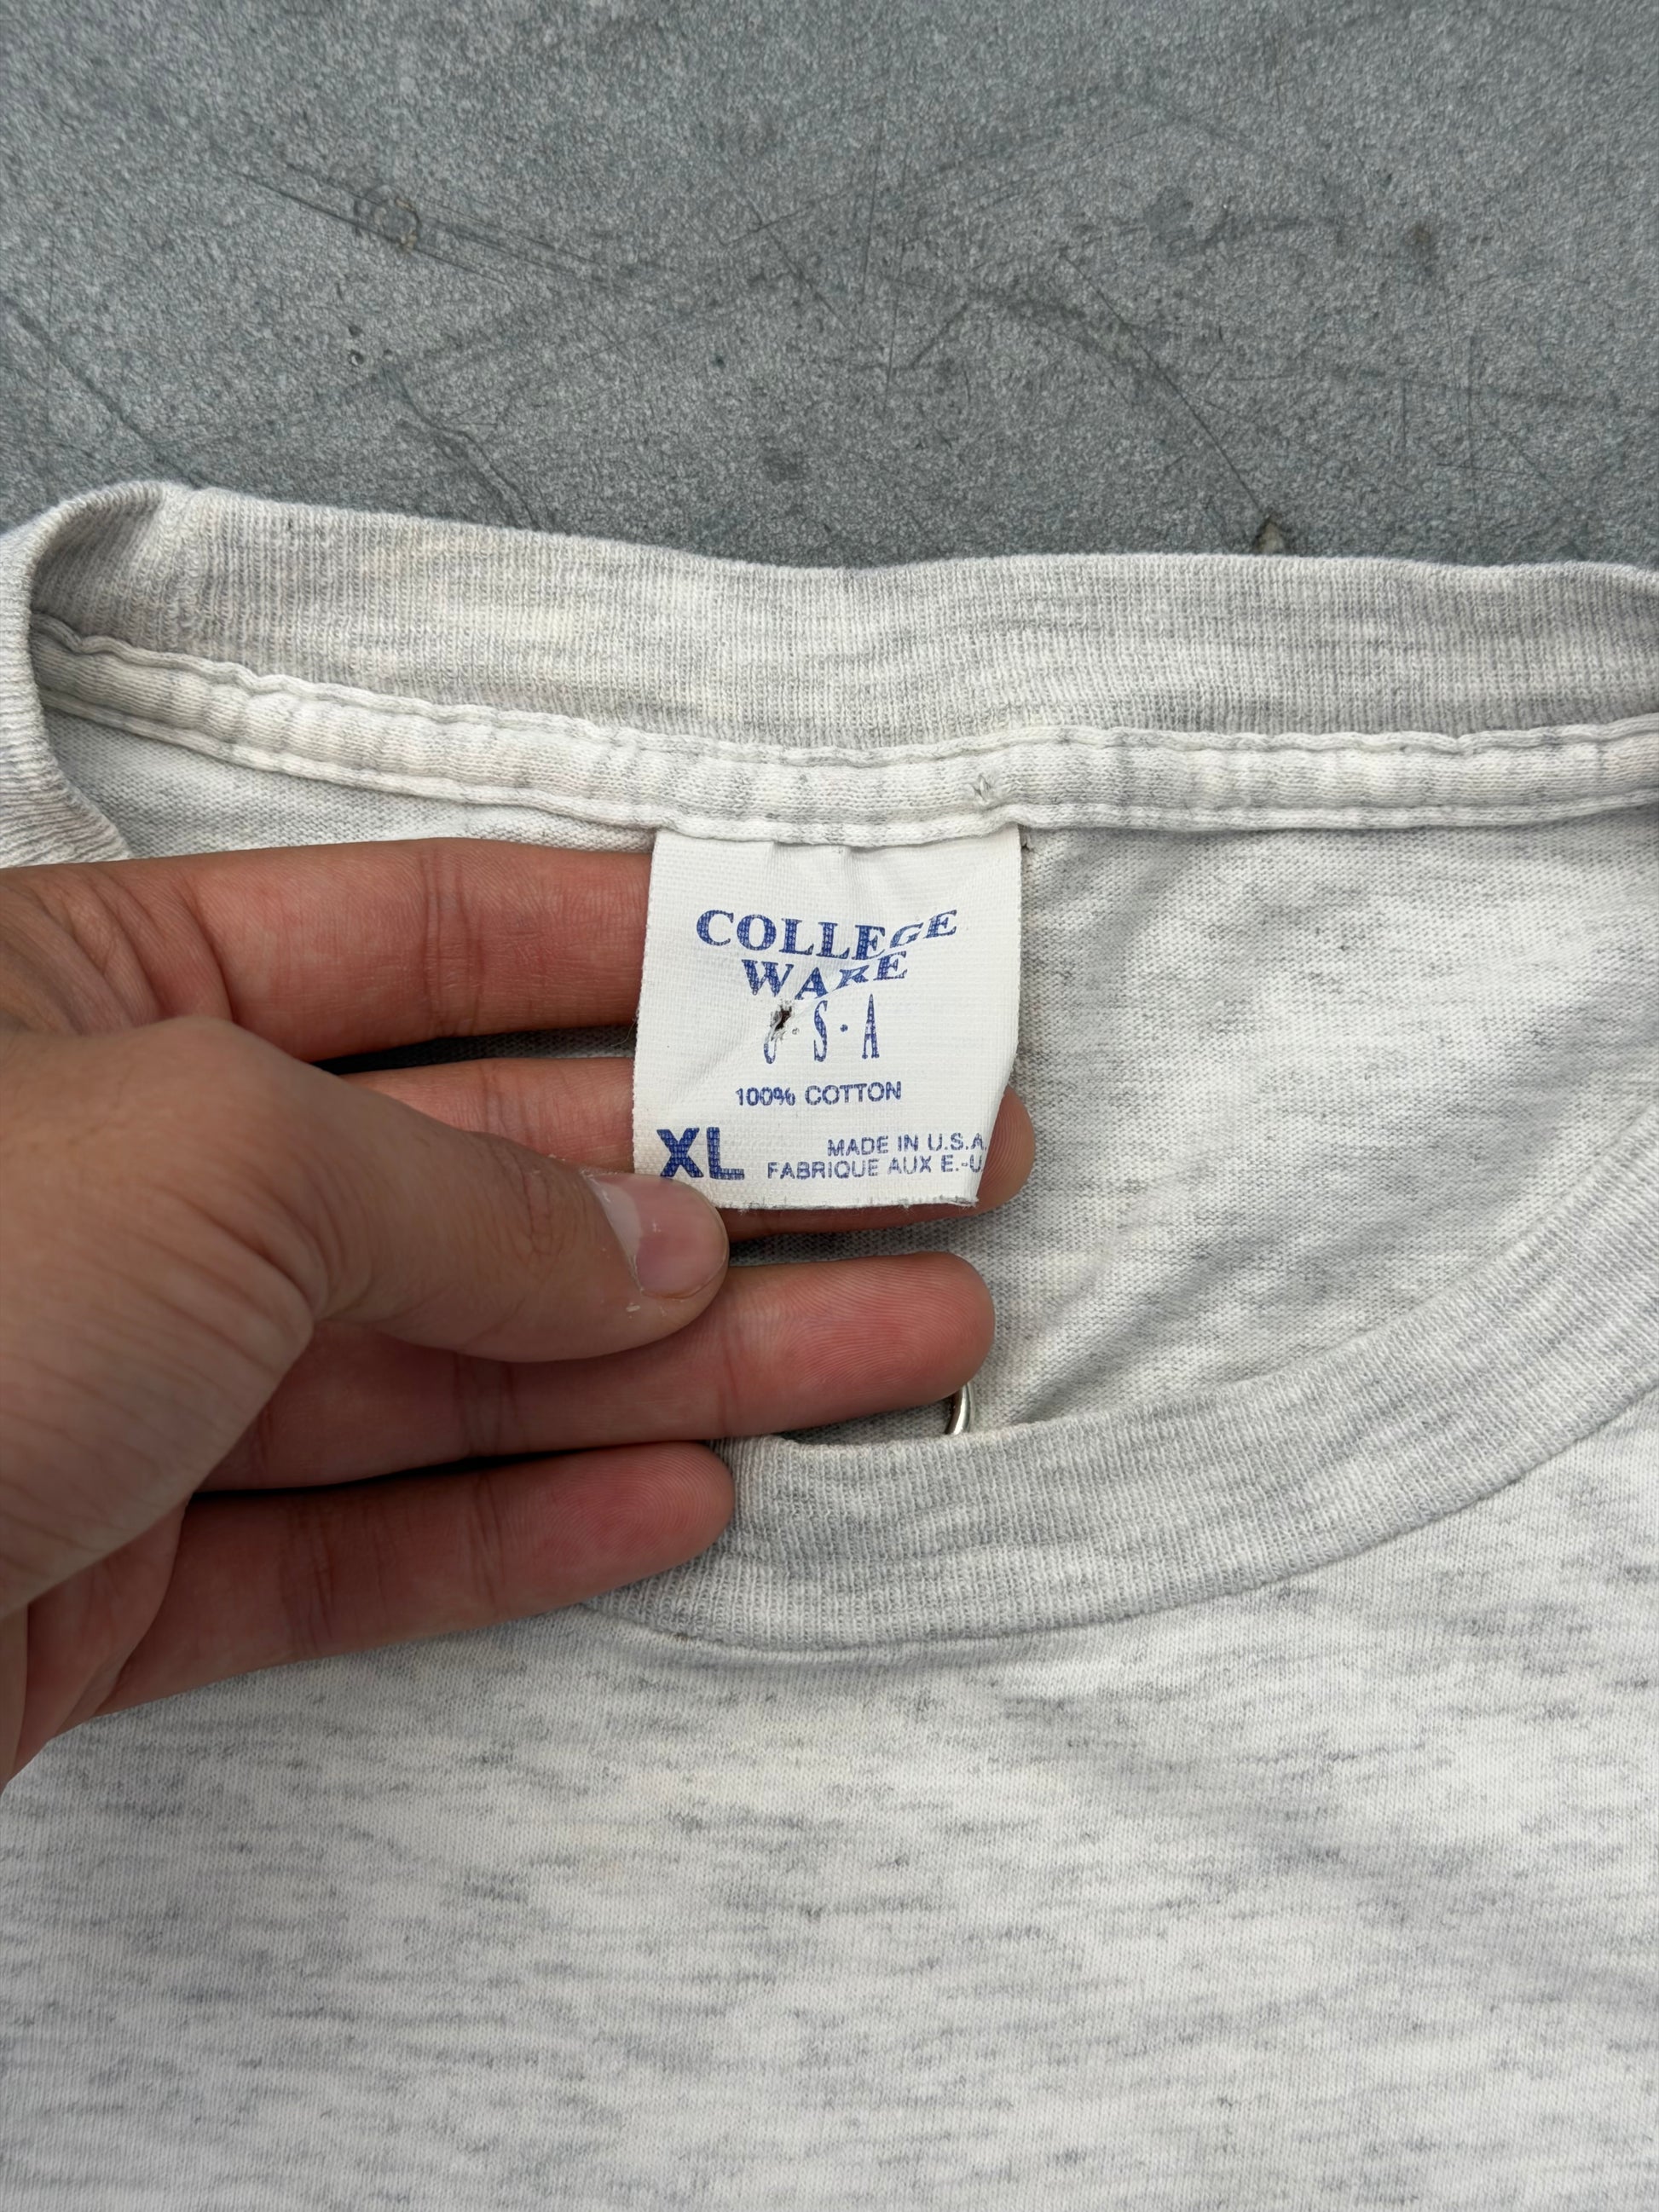 COLLEGE
WARE
U S · A
100% COTTON
XL
MADE IN U.S.A.
FABRIQUE AUX E.-U